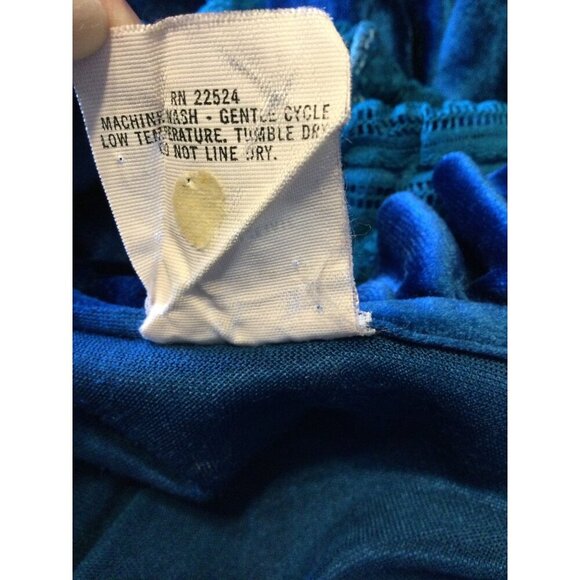 RN 22524
MACHINE WASH - GENTLE CYCLE
LOW TEMPERATURE. TUMBLE DRY
DO NOT LINE DRY.